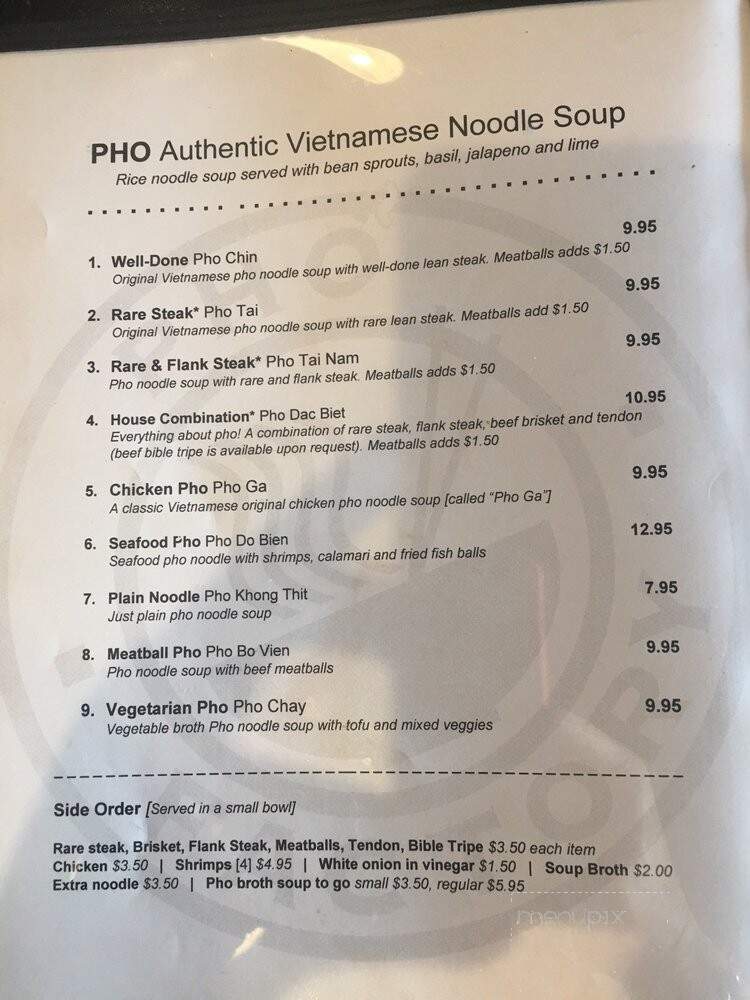 PHO Authentic Vietnamese Noodle Soup
Rice noodle soup served with bean sprouts, basil, jalapeno and lime
1. Well-Done Pho Chin 9.95
Original Vietnamese pho noodle soup with well-done lean steak. Meatballs adds $1.50
2. Rare Steak* Pho Tai 9.95
Original Vietnamese pho noodle soup with rare lean steak. Meatballs add $1.50
3. Rare & Flank Steak* Pho Tai Nam 9.95
Pho noodle soup with rare and flank steak. Meatballs adds $1.50
4. House Combination* Pho Dac Biet 10.95
Everything about pho! A combination of rare steak, flank steak, beef brisket and tendon
(beef bible tripe is available upon request). Meatballs adds $1.50
5. Chicken Pho Pho Ga 9.95
A classic Vietnamese original chicken pho noodle soup [called "Pho Ga"]
6. Seafood Pho Pho Do Bien 12.95
Seafood pho noodle with shrimps, calamari and fried fish balls
7. Plain Noodle Pho Khong Thit 7.95
Just plain pho noodle soup
8. Meatball Pho Pho Bo Vien 9.95
Pho noodle soup with beef meatballs
9. Vegetarian Pho Pho Chay 9.95
Vegetable broth Pho noodle soup with tofu and mixed veggies
Side Order [Served in a small bowl]
Rare steak, Brisket, Flank Steak, Meatballs, Tendon, Bible Tripe $3.50 each item
Chicken $3.50 | Shrimps [4] $4.95 | White onion in vinegar $1.50 | Soup Broth $2.00
Extra noodle $3.50 | Pho broth soup to go small $3.50, regular $5.95
menupix